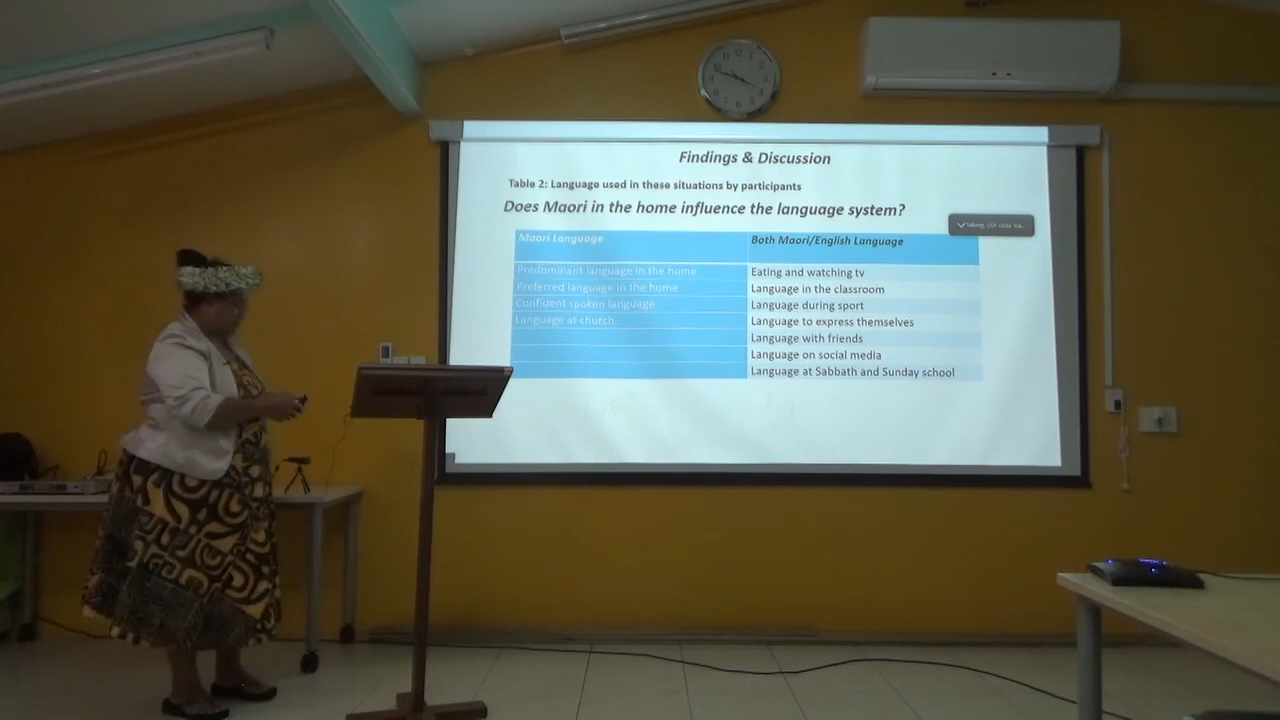 Findings & Discussion
Table 2: Language used in these situations by participants
Does Maori in the home influence the language system?
Maori Language
Both Maori/English Language
Predominant language in the home
Eating and watching tv
Preferred language in the home
Language in the classroom
Confident spoken language
Language during sport
Language at church
Language to express themselves
Language with friends
Language on social media
Language at Sabbath and Sunday school
Talking: